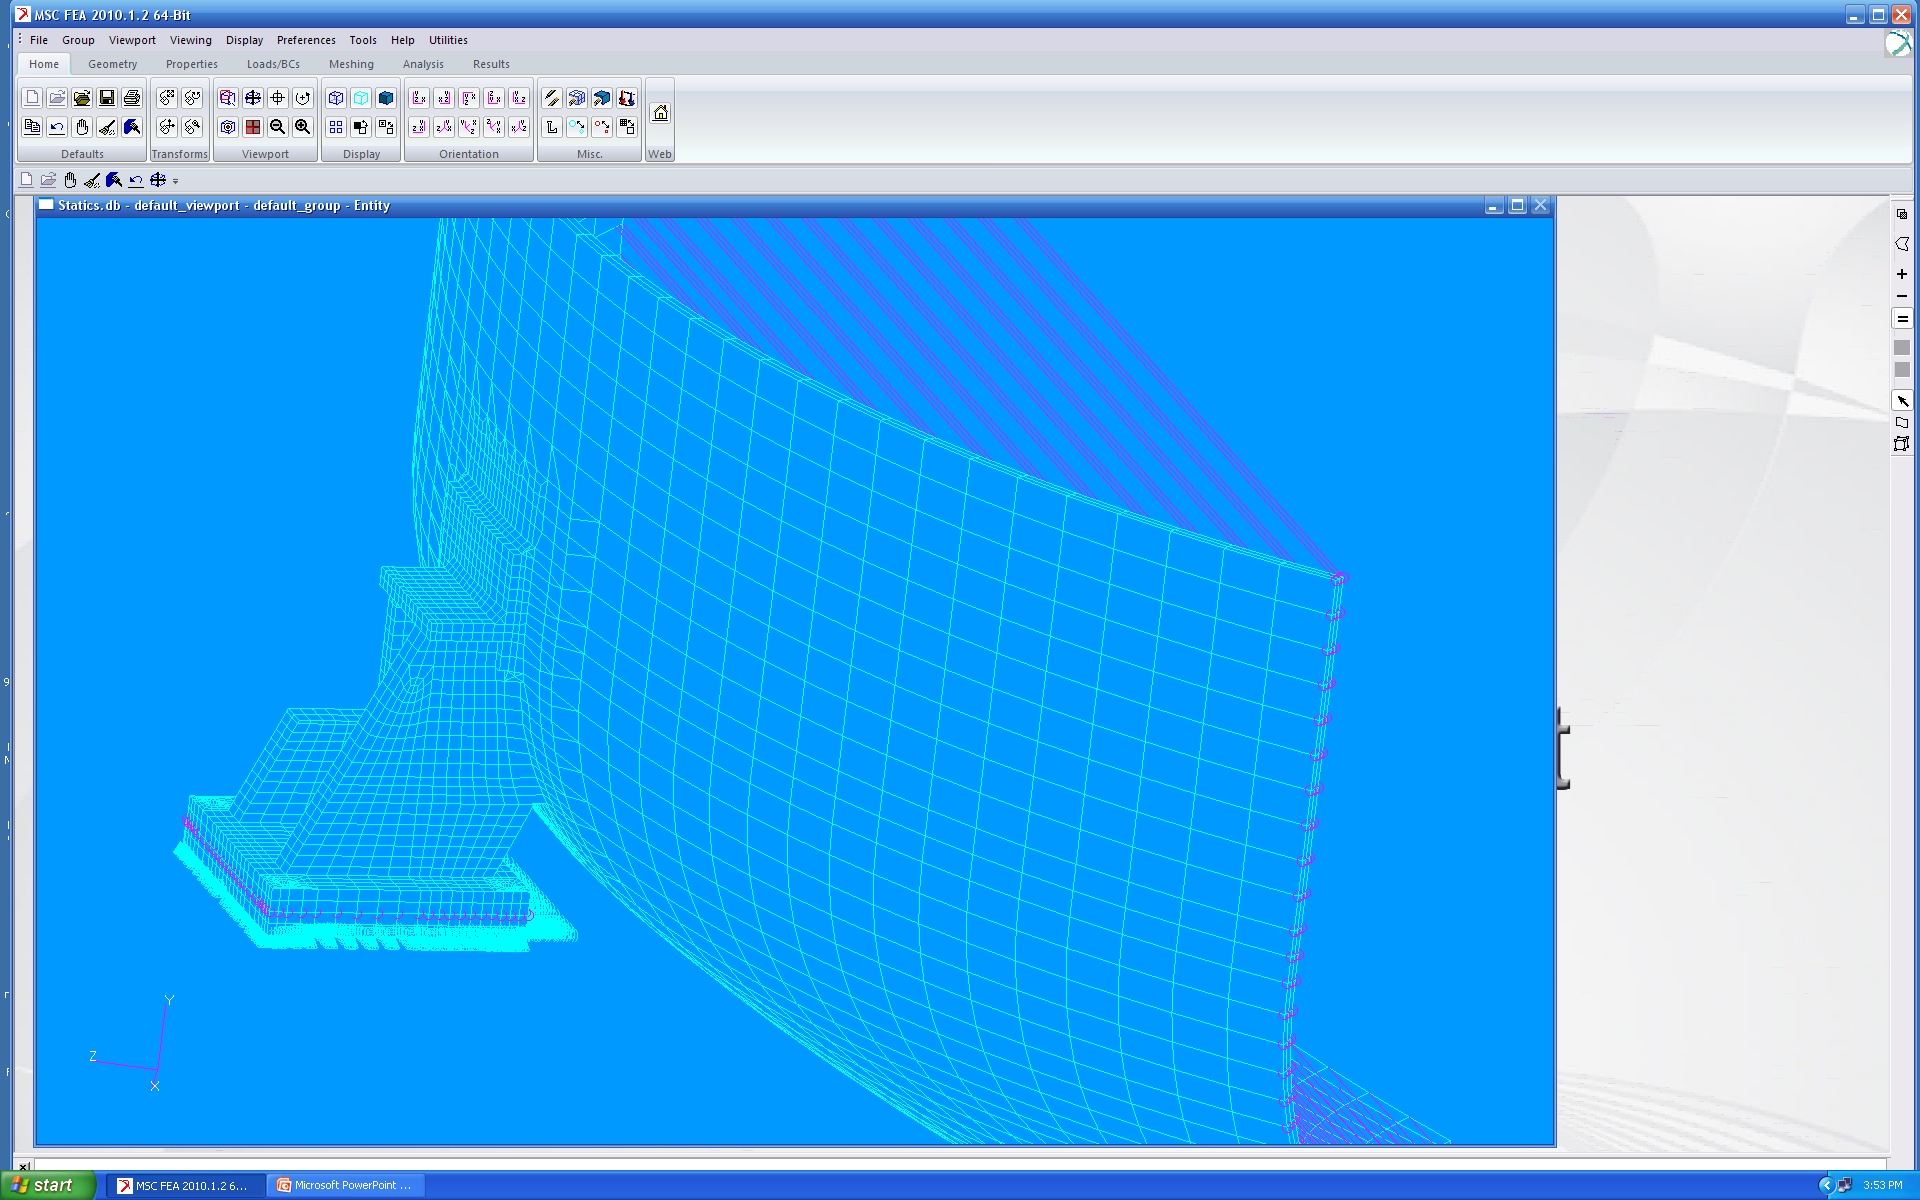 MSC FEA 2010.1.2 64-Bit
File Group Viewport Viewing Display Preferences Tools Help Utilities
Home Geometry Properties Loads/BCs Meshing Analysis Results
Defaults Transforms Viewport Display Orientation Misc. Web
Statics.db - default_viewport - default_group - Entity
Y
Z
X
start MSC FEA 2010.1.2 6... Microsoft PowerPoint ... 3:53 PM